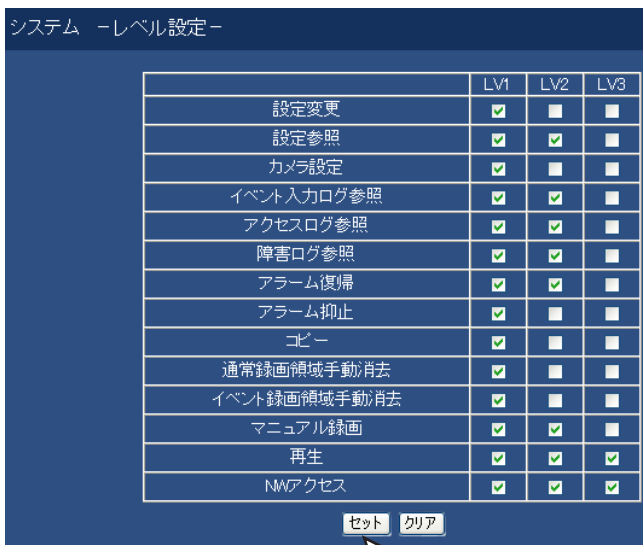 システム －レベル設定－
LV1 LV2 LV3
設定変更
設定参照
カメラ設定
イベント入力ログ参照
アクセスログ参照
障害ログ参照
アラーム復帰
アラーム抑止
コピー
通常録画領域手動消去
イベント録画領域手動消去
マニュアル録画
再生
NWアクセス
セット クリア